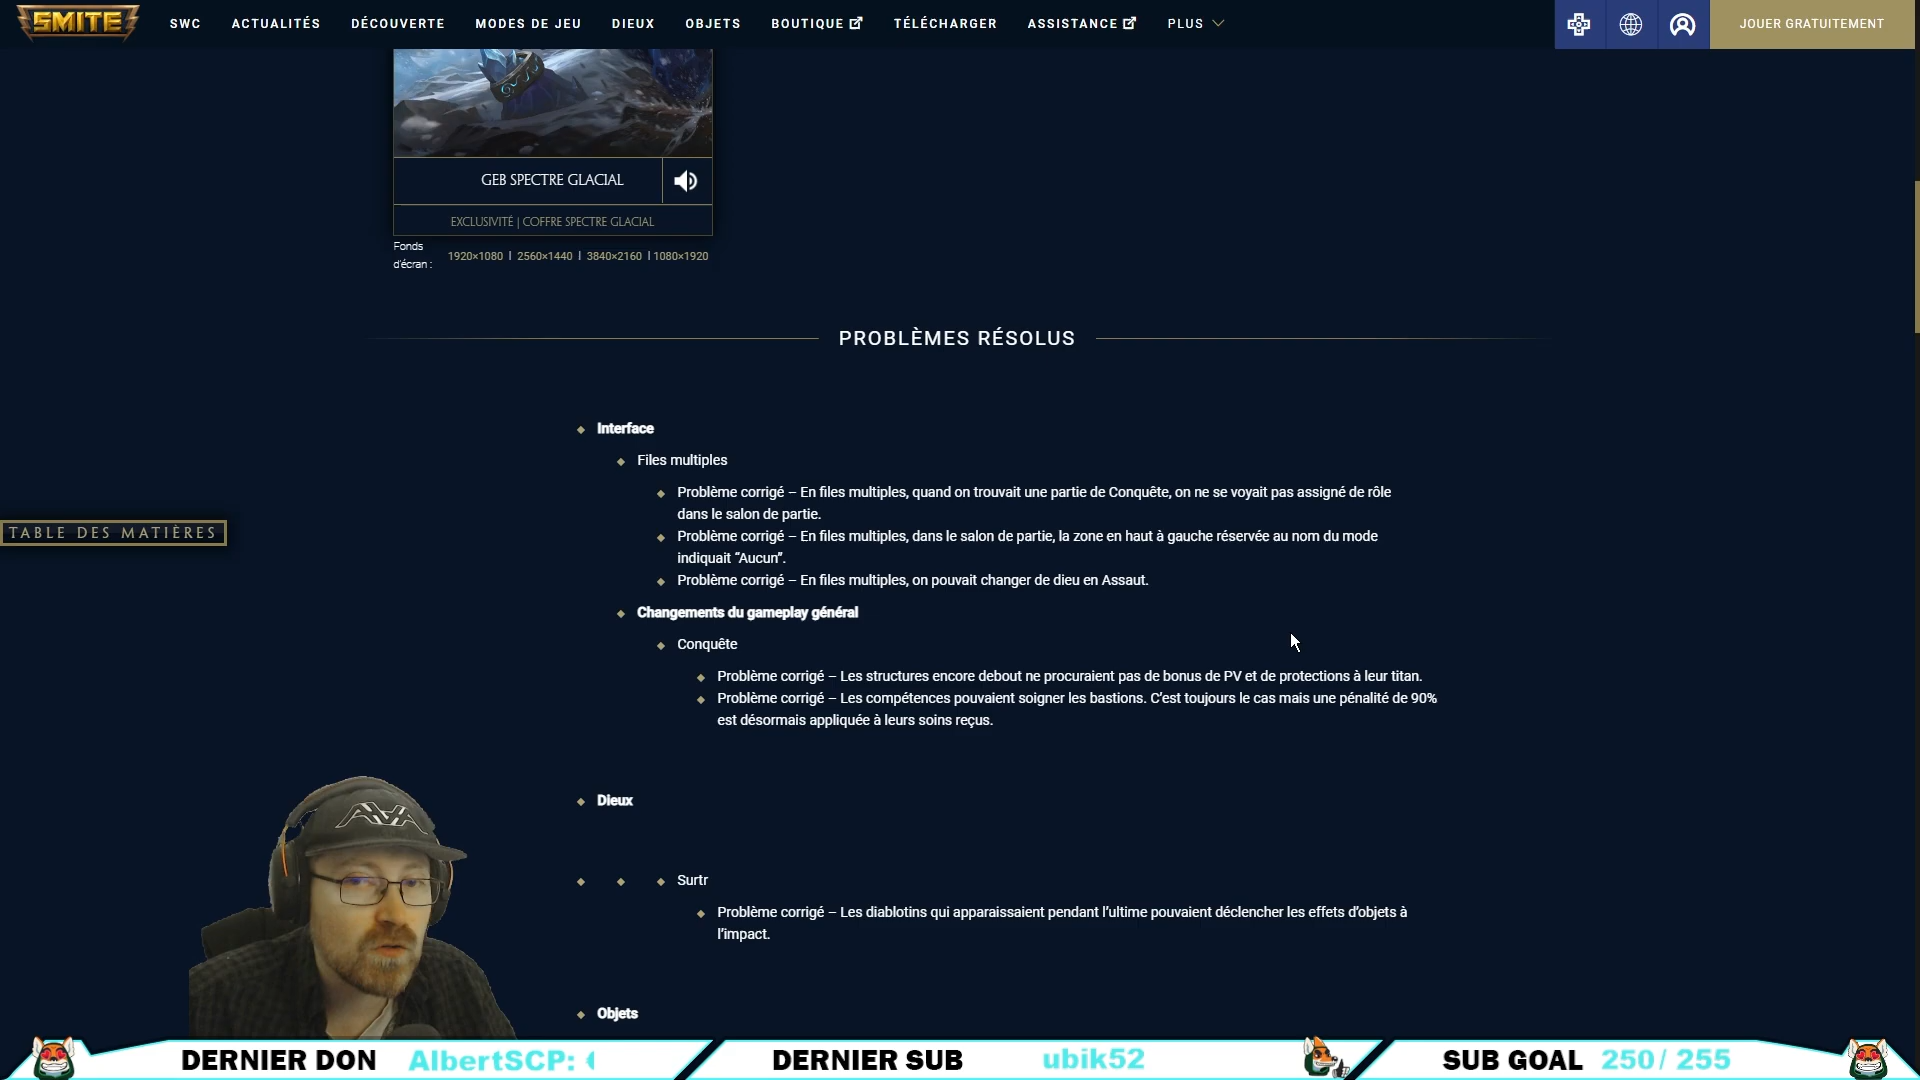 SMITE
SWC
ACTUALITÉS
DÉCOUVERTE
MODES DE JEU
DIEUX
OBJETS
BOUTIQUE
TÉLÉCHARGER
ASSISTANCE
PLUS
JOUER GRATUITEMENT
GEB SPECTRE GLACIAL
EXCLUSIVITÉ | COFFRE SPECTRE GLACIAL
Fonds
d'écran :
1920×1080 | 2560×1440 | 3840×2160 | 1080×1920
PROBLÈMES RÉSOLUS
Interface
Files multiples
Problème corrigé – En files multiples, quand on trouvait une partie de Conquête, on ne se voyait pas assigné de rôle
dans le salon de partie.
Problème corrigé – En files multiples, dans le salon de partie, la zone en haut à gauche réservée au nom du mode
indiquait “Aucun”.
Problème corrigé – En files multiples, on pouvait changer de dieu en Assaut.
TABLE DES MATIÈRES
Changements du gameplay général
Conquête
Problème corrigé – Les structures encore debout ne procuraient pas de bonus de PV et de protections à leur titan.
Problème corrigé – Les compétences pouvaient soigner les bastions. C’est toujours le cas mais une pénalité de 90%
est désormais appliquée à leurs soins reçus.
Dieux
Surtr
Problème corrigé – Les diablotins qui apparaissaient pendant l’ultime pouvaient déclencher les effets d’objets à
l’impact.
Objets
DERNIER DON AlbertSCP:
DERNIER SUB ubik52
SUB GOAL 250 / 255